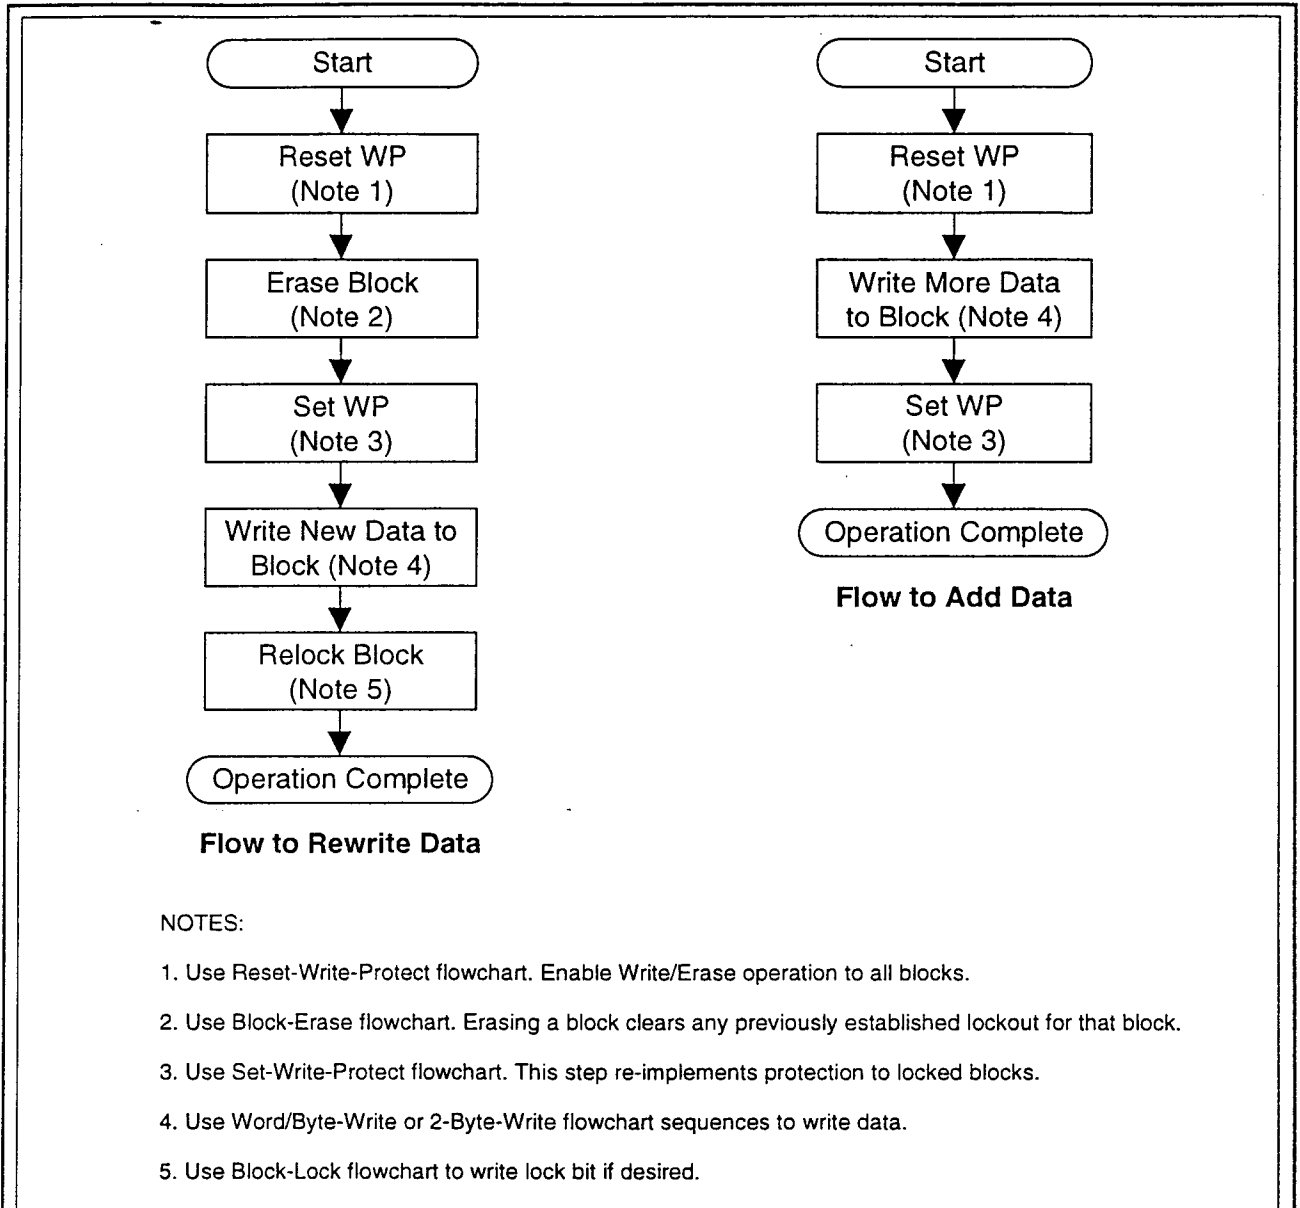 Start
Reset WP
(Note 1)
Erase Block
(Note 2)
Set WP
(Note 3)
Write New Data to
Block (Note 4)
Relock Block
(Note 5)
Operation Complete
Flow to Rewrite Data
Start
Reset WP
(Note 1)
Write More Data
to Block (Note 4)
Set WP
(Note 3)
Operation Complete
Flow to Add Data
NOTES:
1. Use Reset-Write-Protect flowchart. Enable Write/Erase operation to all blocks.
2. Use Block-Erase flowchart. Erasing a block clears any previously established lockout for that block.
3. Use Set-Write-Protect flowchart. This step re-implements protection to locked blocks.
4. Use Word/Byte-Write or 2-Byte-Write flowchart sequences to write data.
5. Use Block-Lock flowchart to write lock bit if desired.